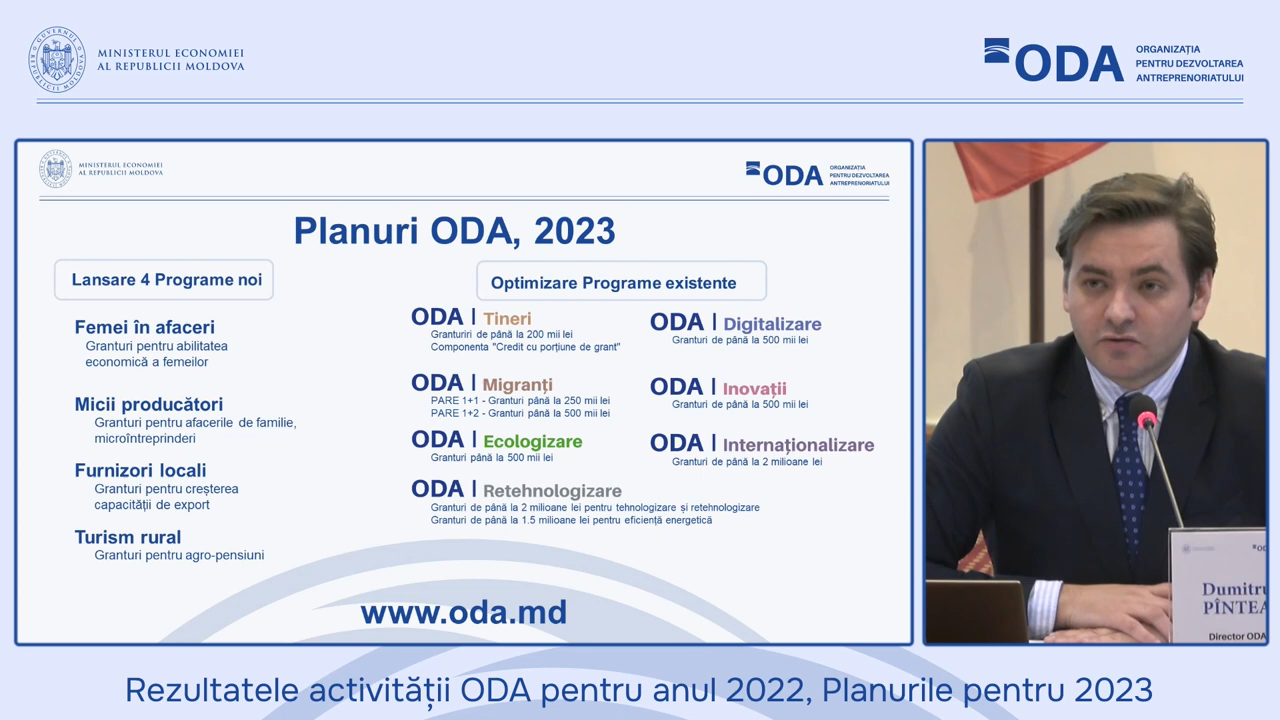 MINISTERUL ECONOMIEI
AL REPUBLICII MOLDOVA
ODA
ORGANIZAȚIA
PENTRU DEZVOLTAREA
ANTREPRENORIATULUI
MINISTERUL ECONOMIEI
AL REPUBLICII MOLDOVA
ODA
ORGANIZAȚIA
PENTRU DEZVOLTAREA
ANTREPRENORIATULUI
Planuri ODA, 2023
Lansare 4 Programe noi
Femei în afaceri
Granturi pentru abilitatea
economică a femeilor
Micii producători
Granturi pentru afacerile de familie,
microîntreprinderi
Furnizori locali
Granturi pentru creșterea
capacității de export
Turism rural
Granturi pentru agro-pensiuni
Optimizare Programe existente
ODA | Tineri
Granturiri de până la 200 mii lei
Componenta "Credit cu porțiune de grant"
ODA | Migranți
PARE 1+1 - Granturi până la 250 mii lei
PARE 1+2 - Granturi până la 500 mii lei
ODA | Ecologizare
Granturi până la 500 mii lei
ODA | Retehnologizare
Granturi de până la 2 milioane lei pentru tehnologizare și retehnologizare
Granturi de până la 1.5 milioane lei pentru eficiență energetică
ODA | Digitalizare
Granturi de până la 500 mii lei
ODA | Inovații
Granturi de până la 500 mii lei
ODA | Internaționalizare
Granturi de până la 2 milioane lei
www.oda.md
Dumitru
PÎNTEA
Director ODA
Rezultatele activității ODA pentru anul 2022, Planurile pentru 2023